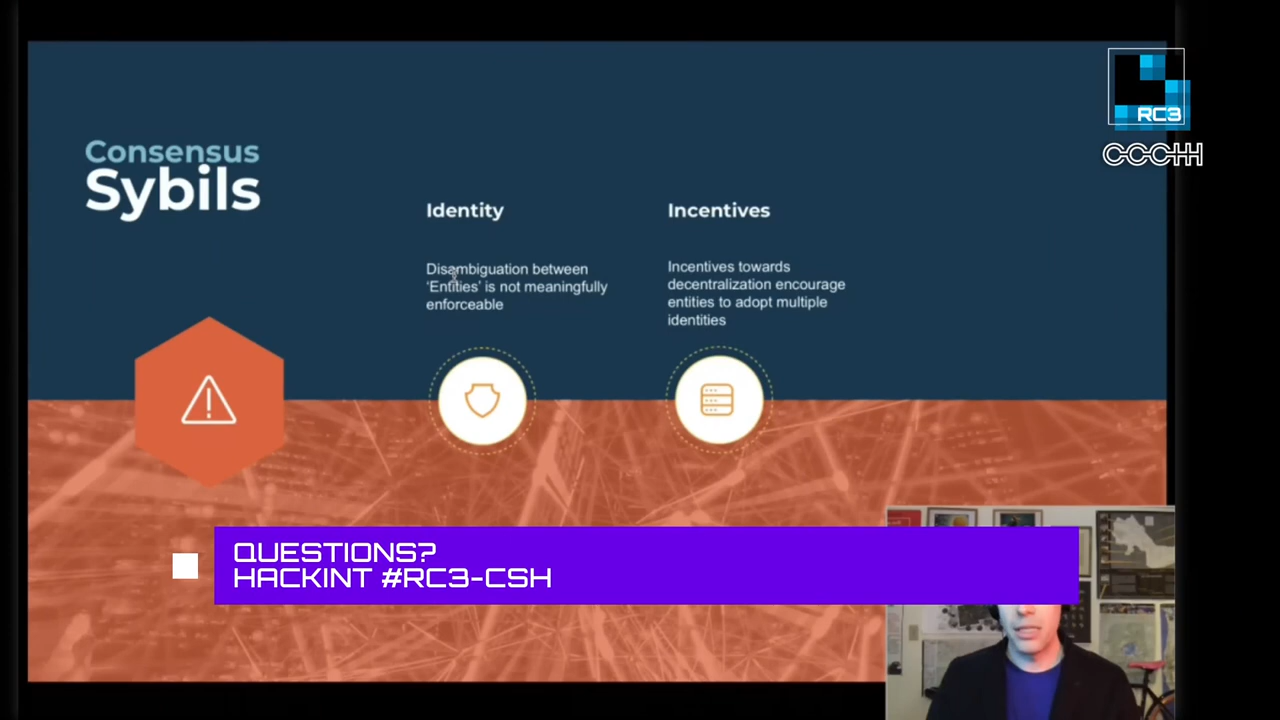 Consensus
Sybils
Identity
Disambiguation between
‘Entities’ is not meaningfully
enforceable
Incentives
Incentives towards
decentralization encourage
entities to adopt multiple
identities
RC3
CCCHH
QUESTIONS?
HACKINT #RC3-CSH